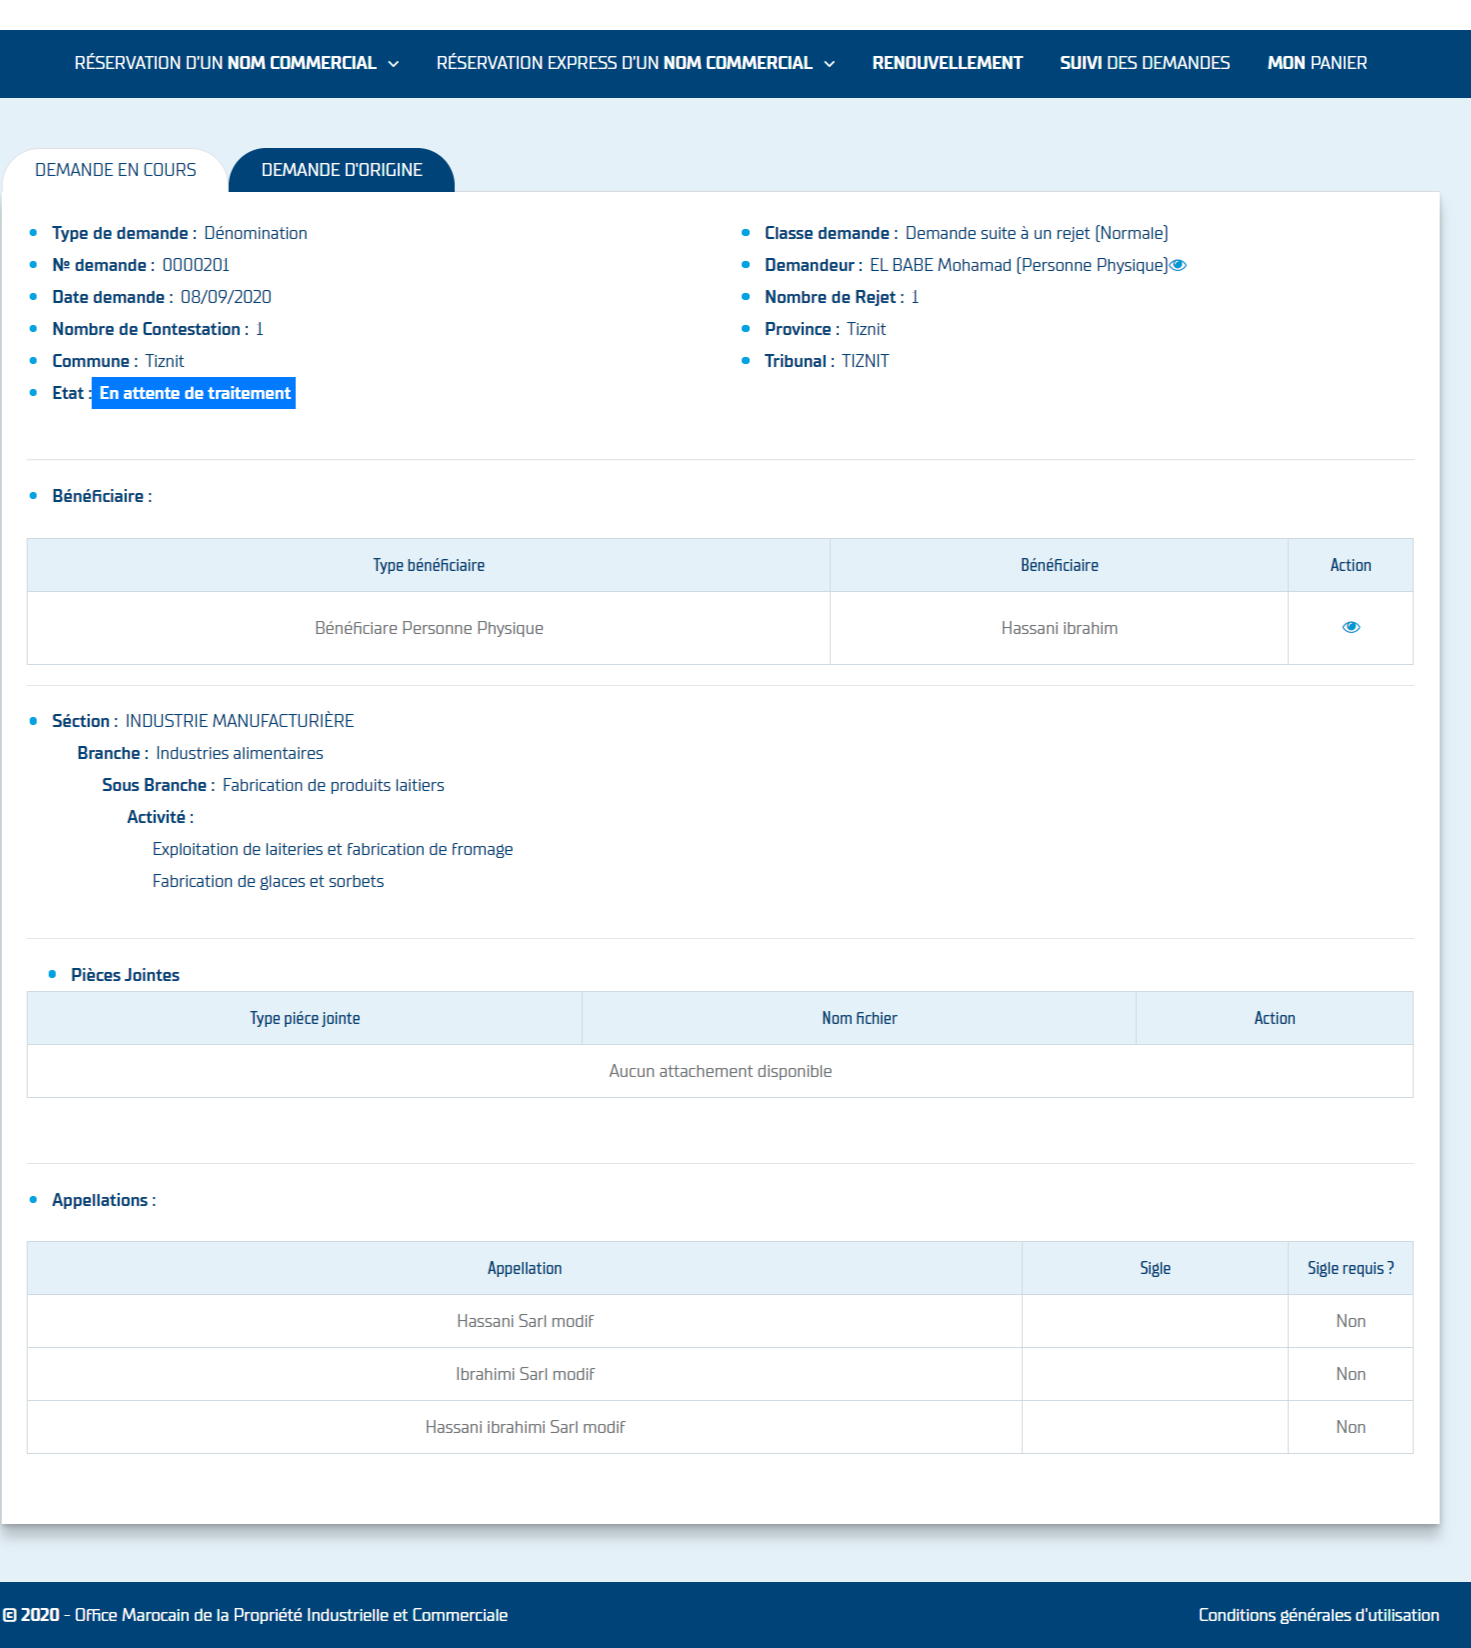 RÉSERVATION D'UN NOM COMMERCIAL RÉSERVATION EXPRESS D'UN NOM COMMERCIAL RENOUVELLEMENT SUIVI DES DEMANDES MON PANIER
DEMANDE EN COURS DEMANDE D'ORIGINE
Type de demande : Dénomination
Classe demande : Demande suite à un rejet (Normale)
№ demande : 0000201
Demandeur : EL BABE Mohamad (Personne Physique)
Date demande : 08/09/2020
Nombre de Rejet : 1
Nombre de Contestation : 1
Province : Tiznit
Commune : Tiznit
Tribunal : TIZNIT
Etat : En attente de traitement
Bénéficiaire :
Type bénéficiaire Bénéficiaire Action
Bénéficiare Personne Physique Hassani ibrahim
Séction : INDUSTRIE MANUFACTURIÈRE
Branche : Industries alimentaires
Sous Branche : Fabrication de produits laitiers
Activité :
Exploitation de laiteries et fabrication de fromage
Fabrication de glaces et sorbets
Pièces Jointes
Type piéce jointe Nom fichier Action
Aucun attachement disponible
Appellations :
Appellation Sigle Sigle requis ?
Hassani Sarl modif Non
Ibrahimi Sarl modif Non
Hassani ibrahimi Sarl modif Non
© 2020 - Office Marocain de la Propriété Industrielle et Commerciale Conditions générales d'utilisation